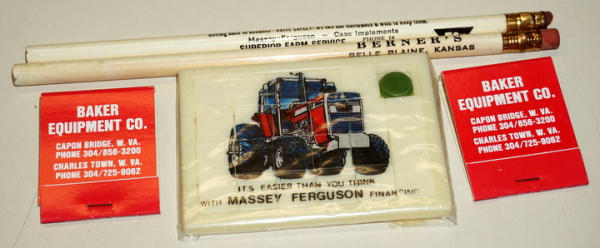 Massey-Ferguson — Case Implements
SUPERIOR FARM SERVICE PHONE 14
BERNER'S
BELLE PLAINE, KANSAS
BAKER
EQUIPMENT CO.
CAPON BRIDGE, W. VA.
PHONE 304/856-3200
CHARLES TOWN, W. VA.
PHONE 304/725-9062
IT'S EASIER THAN YOU THINK
WITH MASSEY FERGUSON FINANCING
BAKER
EQUIPMENT CO.
CAPON BRIDGE, W. VA.
PHONE 304/856-3200
CHARLES TOWN, W. VA.
PHONE 304/725-9062